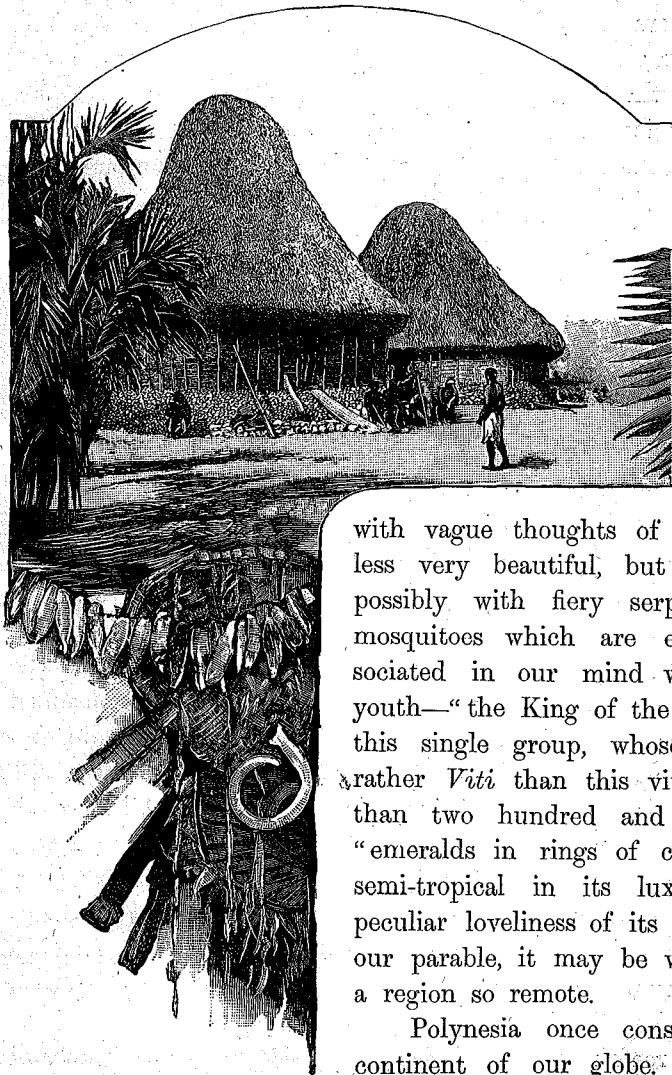 with vague thoughts of
less very beautiful, but
possibly with fiery serp
mosquitoes which are e
sociated in our mind
youth—“the King of the
this single group, whos
rather Viti than this vi
than two hundred and
“emeralds in rings of c
semi-tropical in its lux
peculiar loveliness of its
our parable, it may be
a region so remote.
Polynesia once cons
continent of our globe.